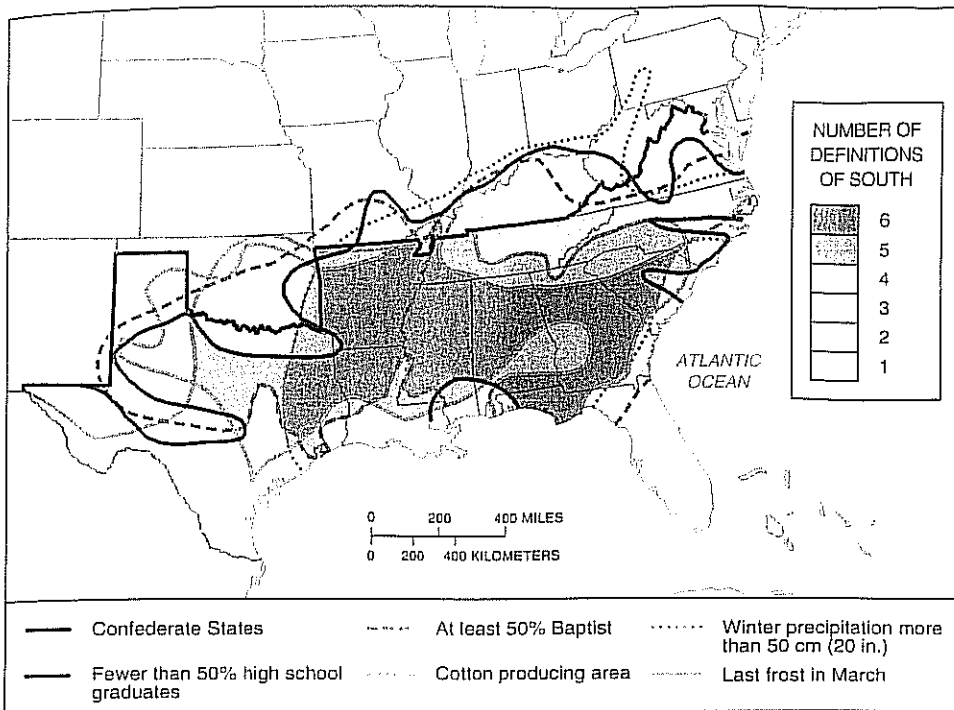 NUMBER OF
DEFINITIONS
OF SOUTH
6
5
4
3
2
1
ATLANTIC
OCEAN
0 200 400 MILES
0 200 400 KILOMETERS
Confederate States
At least 50% Baptist
Winter precipitation more
than 50 cm (20 in.)
Fewer than 50% high school
graduates
Cotton producing area
Last frost in March